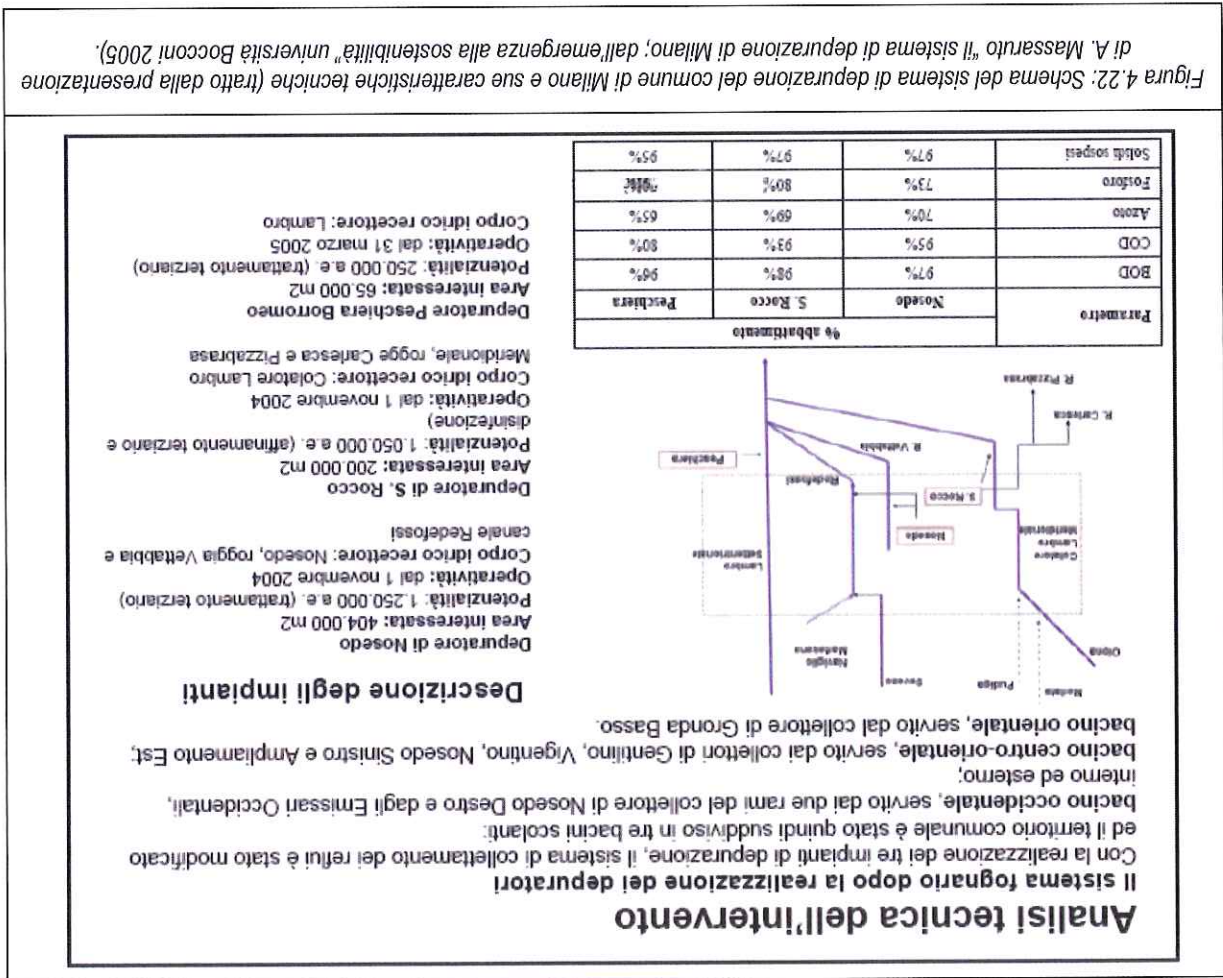 Analisi tecnica dell'intervento
Il sistema fognario dopo la realizzazione dei depuratori
Con la realizzazione dei tre impianti di depurazione, il sistema di collettamento dei reflui è stato modificato
ed il territorio comunale è stato quindi suddiviso in tre bacini scolanti:
bacino occidentale, servito dai due rami del collettore di Nosedo Destro e dagli Emissari Occidentali,
interno ed esterno;
bacino centro-orientale, servito dai collettori di Gentilino, Vigentino, Nosedo Sinistro e Ampliamento Est;
bacino orientale, servito dal collettore di Gronda Basso.
Merlata
Pudiga
Seveso
Olona
Naviglio
Martesana
Colatore
Lambro
Meridionale
Lambro
Settentrionale
Nosedo
S. Rocco
Redefossi
R. Vettabbia
Peschiera
R. Carlesca
R. Pizzabrasa
Descrizione degli impianti
Depuratore di Nosedo
Area interessata: 404.000 m2
Potenzialità: 1.250.000 a.e. (trattamento terziario)
Operatività: dal 1 novembre 2004
Corpo idrico recettore: Nosedo, roggia Vettabbia e
canale Redefossi
Depuratore di S. Rocco
Area interessata: 200.000 m2
Potenzialità: 1.050.000 a.e. (affinamento terziario e
disinfezione)
Operatività: dal 1 novembre 2004
Corpo idrico recettore: Colatore Lambro
Meridionale, rogge Carlesca e Pizzabrasa
Depuratore Peschiera Borromeo
Area interessata: 65.000 m2
Potenzialità: 250.000 a.e. (trattamento terziario)
Operatività: dal 31 marzo 2005
Corpo idrico recettore: Lambro
Parametro % abbattimento
Nosedo S. Rocco Peschiera
BOD 97% 98% 96%
COD 95% 93% 80%
Azoto 70% 69% 65%
Fosforo 73% 80%
Solidi sospesi 97% 97% 95%
Figura 4.22: Schema del sistema di depurazione del comune di Milano e sue caratteristiche tecniche (tratto dalla presentazione
di A. Massaruto "il sistema di depurazione di Milano; dall'emergenza alla sostenibilità" università Bocconi 2005).